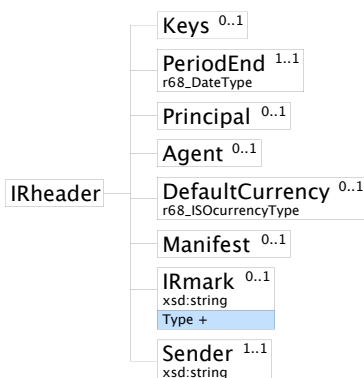 Keys 0..1
PeriodEnd 1..1
r68_DateType
Principal 0..1
Agent 0..1
IRheader
DefaultCurrency 0..1
r68_ISOcurrencyType
Manifest 0..1
IRmark 0..1
xsd:string
Type +
Sender 1..1
xsd:string